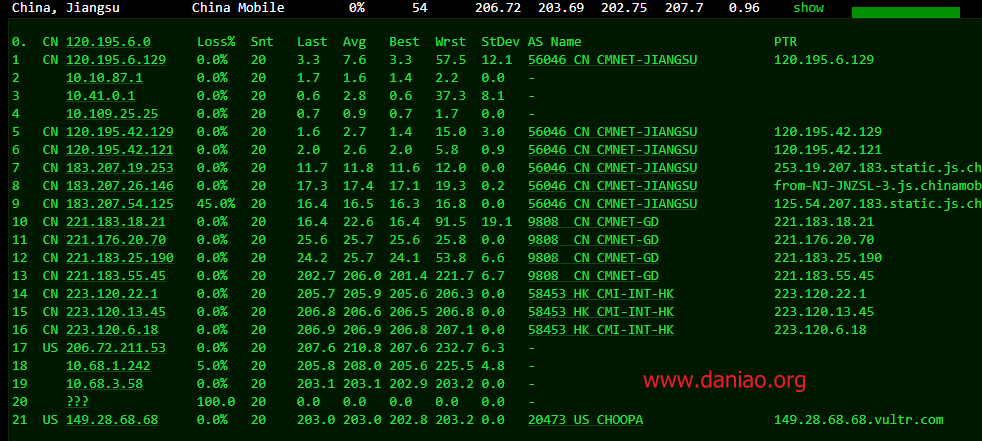 China, Jiangsu China Mobile 0% 54 206.72 203.69 202.75 207.7 0.96 show
0. CN 120.195.6.0 Loss% Snt Last Avg Best Wrst StDev AS Name PTR
1 CN 120.195.6.129 0.0% 20 3.3 7.6 3.3 57.5 12.1 56046 CN CMNET-JIANGSU 120.195.6.129
2 10.10.87.1 0.0% 20 1.7 1.6 1.4 2.2 0.0 -
3 10.41.0.1 0.0% 20 0.6 2.8 0.6 37.3 8.1 -
4 10.109.25.25 0.0% 20 0.7 0.9 0.7 1.7 0.0 -
5 CN 120.195.42.129 0.0% 20 1.6 2.7 1.4 15.0 3.0 56046 CN CMNET-JIANGSU 120.195.42.129
6 CN 120.195.42.121 0.0% 20 2.0 2.6 2.0 5.8 0.9 56046 CN CMNET-JIANGSU 120.195.42.121
7 CN 183.207.19.253 0.0% 20 11.7 11.8 11.6 12.0 0.0 56046 CN CMNET-JIANGSU 253.19.207.183.static.js.ch
8 CN 183.207.26.146 0.0% 20 17.3 17.4 17.1 19.3 0.2 56046 CN CMNET-JIANGSU from-NJ-JNZSL-3.js.chinamob
9 CN 183.207.54.125 45.0% 20 16.4 16.5 16.3 16.8 0.0 56046 CN CMNET-JIANGSU 125.54.207.183.static.js.ch
10 CN 221.183.18.21 0.0% 20 16.4 22.6 16.4 91.5 19.1 9808 CN CMNET-GD 221.183.18.21
11 CN 221.176.20.70 0.0% 20 25.6 25.7 25.6 25.8 0.0 9808 CN CMNET-GD 221.176.20.70
12 CN 221.183.25.190 0.0% 20 24.2 25.7 24.1 53.8 6.6 9808 CN CMNET-GD 221.183.25.190
13 CN 221.183.55.45 0.0% 20 202.7 206.0 201.4 221.7 6.7 9808 CN CMNET-GD 221.183.55.45
14 CN 223.120.22.1 0.0% 20 205.7 205.9 205.6 206.3 0.0 58453 HK CMI-INT-HK 223.120.22.1
15 CN 223.120.13.45 0.0% 20 206.8 206.6 206.5 206.8 0.0 58453 HK CMI-INT-HK 223.120.13.45
16 CN 223.120.6.18 0.0% 20 206.9 206.9 206.8 207.1 0.0 58453 HK CMI-INT-HK 223.120.6.18
17 US 206.72.211.53 0.0% 20 207.6 210.8 207.6 232.7 6.3 -
18 10.68.1.242 5.0% 20 205.8 208.0 205.6 225.5 4.8 -
19 10.68.3.58 0.0% 20 203.1 203.1 202.9 203.2 0.0 -
www.daniao.org
20 ??? 100.0 20 0.0 0.0 0.0 0.0 0.0 -
21 US 149.28.68.68 0.0% 20 203.0 203.0 202.8 203.2 0.0 20473 US CHOOPA 149.28.68.68.vultr.com